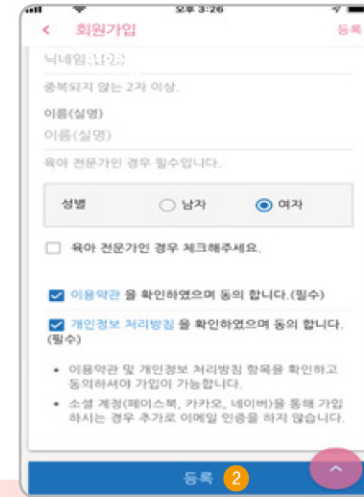 오후 3:26
회원가입
등록
중복되지 않는 2자 이상.
이름(실명)
이름(실명)
육아 전문가인 경우 필수입니다.
성별 남자 여자
육아 전문가인 경우 체크해주세요.
이용약관 을 확인하였으며 동의 합니다.(필수)
개인정보 처리방침 을 확인하였으며 동의 합니다.
(필수)
• 이용약관 및 개인정보 처리방침 항목을 확인하고
동의하셔야 가입이 가능합니다.
• 소셜 계정(페이스북, 카카오, 네이버)을 통해 가입
하시는 경우 추가로 이메일 인증을 하지 않습니다.
등록 2